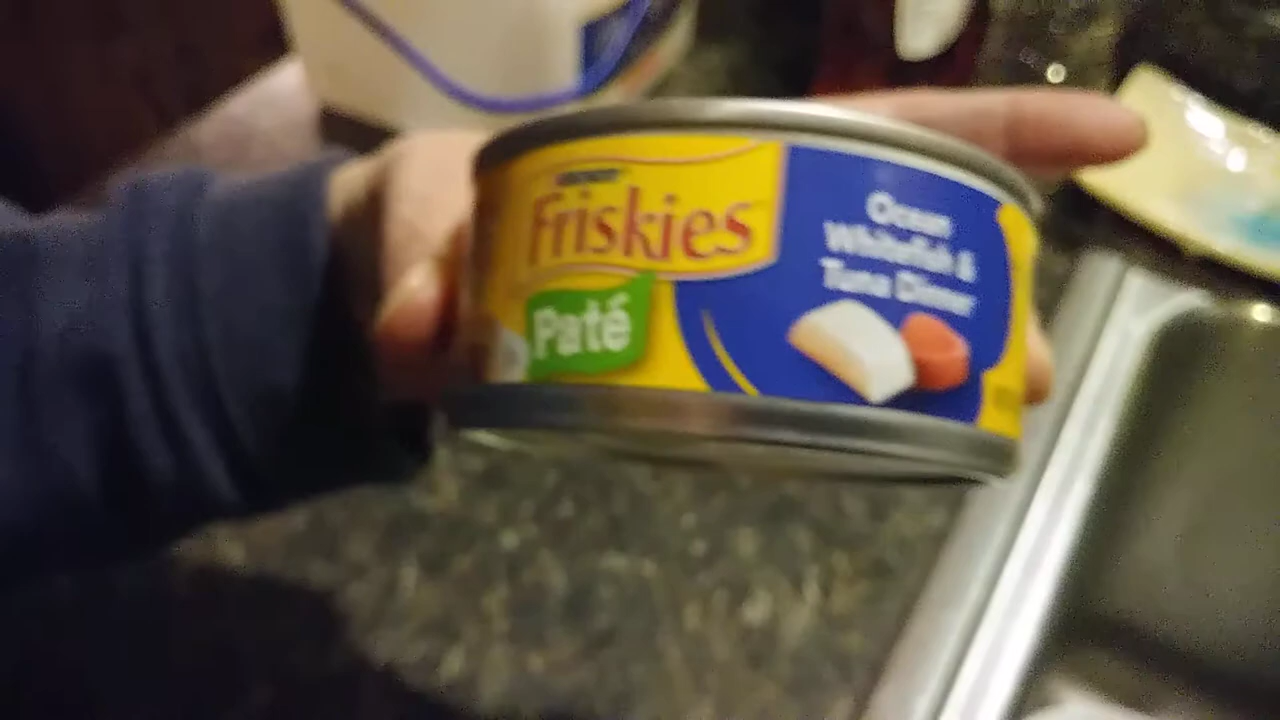 Friskies
Paté
Ocean
Whitefish &
Tuna Dinner